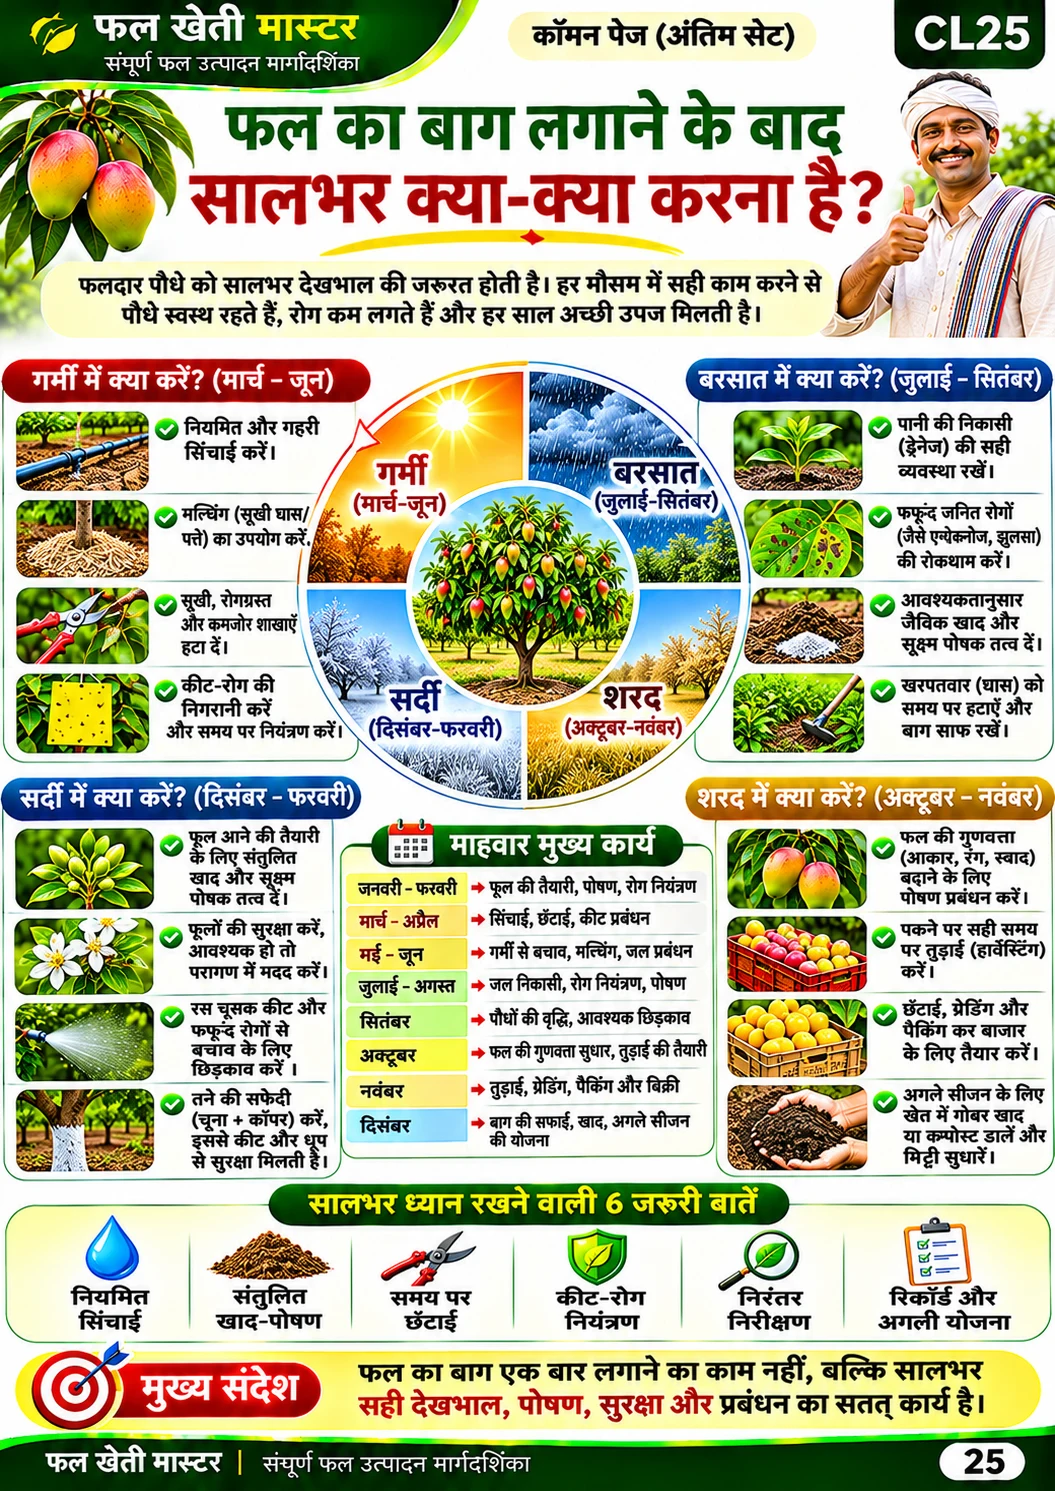 फल खेती मास्टर
संपूर्ण फल उत्पादन मार्गदर्शिका
कॉमन पेज (अंतिम सेट)
CL25
फल का बाग लगाने के बाद
सालभर क्या-क्या करना है?
फलदार पौधे को सालभर देखभाल की जरूरत होती है। हर मौसम में सही काम करने से
पौधे स्वस्थ रहते हैं, रोग कम लगते हैं और हर साल अच्छी उपज मिलती है।
गर्मी में क्या करें? (मार्च – जून)
नियमित और गहरी
सिंचाई करें।
मल्चिंग (सूखी घास/
पत्ते) का उपयोग करें.
सूखी, रोगग्रस्त
और कमजोर शाखाएँ
हटा दें।
कीट-रोग की
निगरानी करें
और समय पर नियंत्रण करें।
गर्मी
(मार्च-जून)
बरसात
(जुलाई-सितंबर)
सर्दी
(दिसंबर-फरवरी)
शरद
(अक्टूबर-नवंबर)
बरसात में क्या करें? (जुलाई – सितंबर)
पानी की निकासी
(ड्रेनेज) की सही
व्यवस्था रखें।
फफूंद जनित रोगों
(जैसे झुलसा)
की रोकथाम करें।
आवश्यकतानुसार
जैविक खाद और
सूक्ष्म पोषक तत्व दें।
खरपतवार (घास) को
समय पर हटाएँ और
बाग साफ रखें।
सर्दी में क्या करें? (दिसंबर – फरवरी)
फूल आने की तैयारी
के लिए संतुलित
खाद और सूक्ष्म
पोषक तत्व दें।
फूलों की सुरक्षा करें,
आवश्यक हो तो
परागण में मदद करें।
रस चूसक कीट और
फफूंद रोगों से
बचाव के लिए
छिड़काव करें ।
तने की सफेदी
(चूना + कॉपर) करें,
इससे कीट और धूप
से सुरक्षा मिलती है।
माहवार मुख्य कार्य
जनवरी – फरवरी ➔ फूल की तैयारी, पोषण, रोग नियंत्रण
मार्च – अप्रैल ➔ सिंचाई, छँटाई, कीट प्रबंधन
मई – जून ➔ गर्मी से बचाव, मल्चिंग, जल प्रबंधन
जुलाई – अगस्त ➔ जल निकासी, रोग नियंत्रण, पोषण
सितंबर ➔ पौधों की वृद्धि, आवश्यक छिड़काव
अक्टूबर ➔ फल की गुणवत्ता सुधार, तुड़ाई की तैयारी
नवंबर ➔ तुड़ाई, ग्रेडिंग, पैकिंग और बिक्री
दिसंबर ➔ बाग की सफाई, खाद, अगले सीजन
की योजना
शरद में क्या करें? (अक्टूबर – नवंबर)
फल की गुणवत्ता
(आकार, रंग, स्वाद)
बढ़ाने के लिए
पोषण प्रबंधन करें।
पकने पर सही समय
पर तुड़ाई (हार्वेस्टिंग)
करें।
छँटाई, ग्रेडिंग और
पैकिंग कर बाजार
के लिए तैयार करें।
अगले सीजन के लिए
खेत में गोबर खाद
या कम्पोस्ट डालें और
मिट्टी सुधारें।
सालभर ध्यान रखने वाली 6 जरूरी बातें
नियमित
सिंचाई
संतुलित
खाद-पोषण
समय पर
छँटाई
कीट-रोग
नियंत्रण
निरंतर
निरीक्षण
रिकॉर्ड और
अगली योजना
मुख्य संदेश
फल का बाग एक बार लगाने का काम नहीं, बल्कि सालभर
सही देखभाल, पोषण, सुरक्षा और प्रबंधन का सतत् कार्य है।
फल खेती मास्टर | संपूर्ण फल उत्पादन मार्गदर्शिका
25